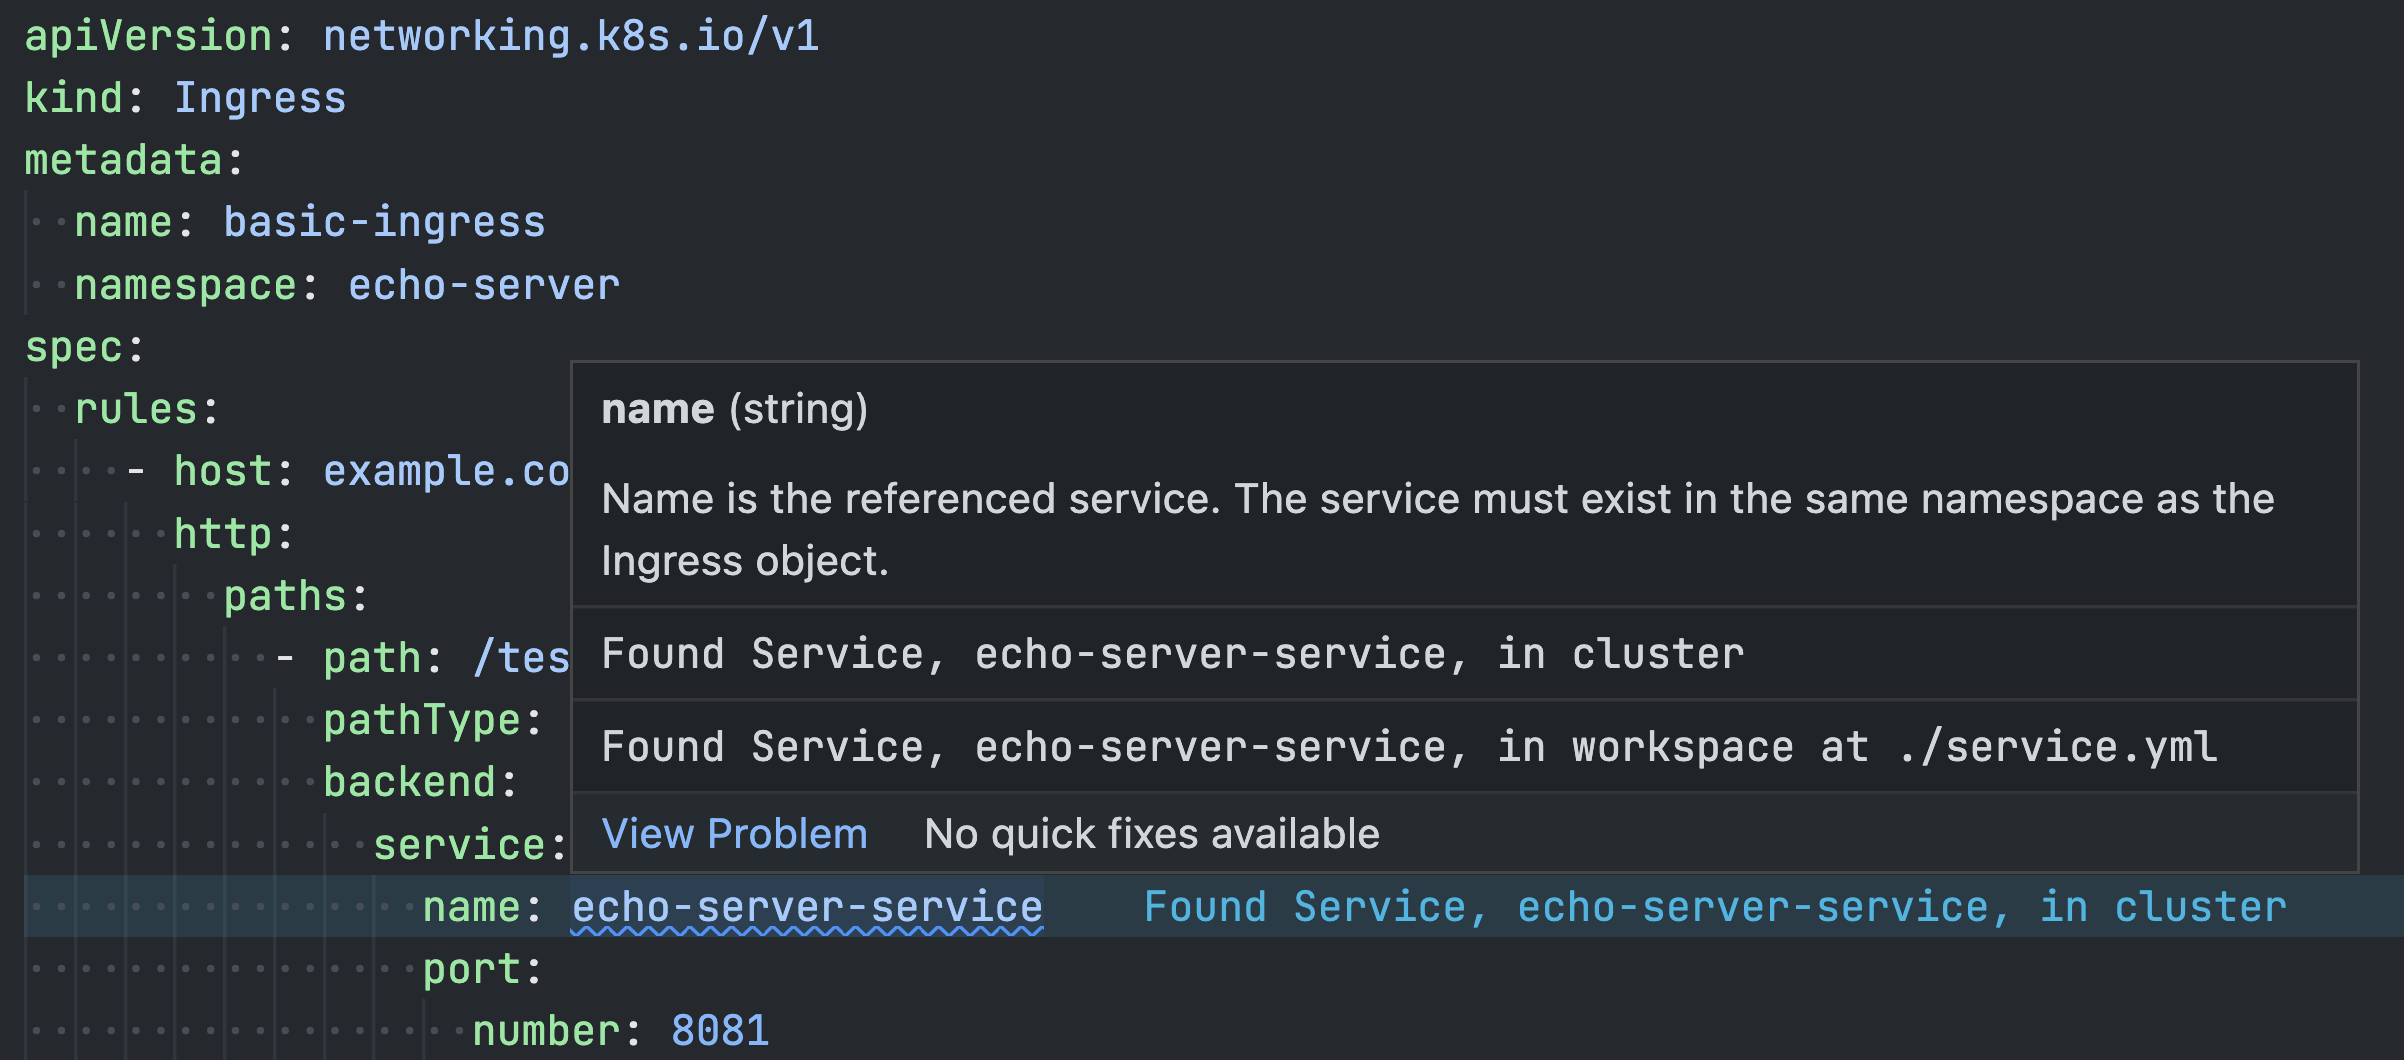 apiVersion: networking.k8s.io/v1
kind: Ingress
metadata:
  name: basic-ingress
  namespace: echo-server
spec:
  rules:
    - host: example.co
      http:
        paths:
          - path: /tes
            pathType:
            backend:
              service:
                name: echo-server-service    Found Service, echo-server-service, in cluster
                port:
                  number: 8081
name (string)
Name is the referenced service. The service must exist in the same namespace as the
Ingress object.
Found Service, echo-server-service, in cluster
Found Service, echo-server-service, in workspace at ./service.yml
View Problem    No quick fixes available